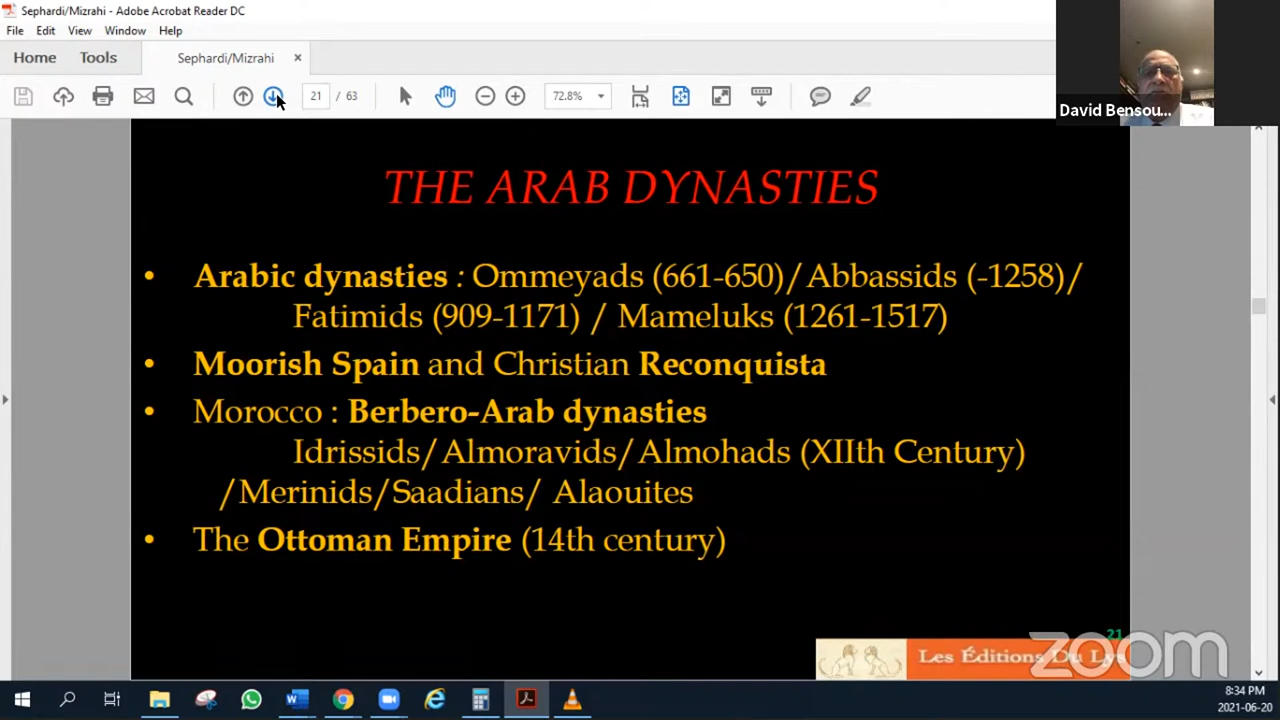 Sephardi/Mizrahi - Adobe Acrobat Reader DC
File Edit View Window Help
Home Tools Sephardi/Mizrahi ×
21 / 63 72.8%
David Bensou...
THE ARAB DYNASTIES
• Arabic dynasties : Ommeyads (661-650)/Abbassids (-1258)/
Fatimids (909-1171) / Mameluks (1261-1517)
• Moorish Spain and Christian Reconquista
• Morocco : Berbero-Arab dynasties
Idrissids/Almoravids/Almohads (XIIth Century)
/Merinids/Saadians/ Alaouites
• The Ottoman Empire (14th century)
21
Les Éditions Du Lys
zoom
8:34 PM
2021-06-20